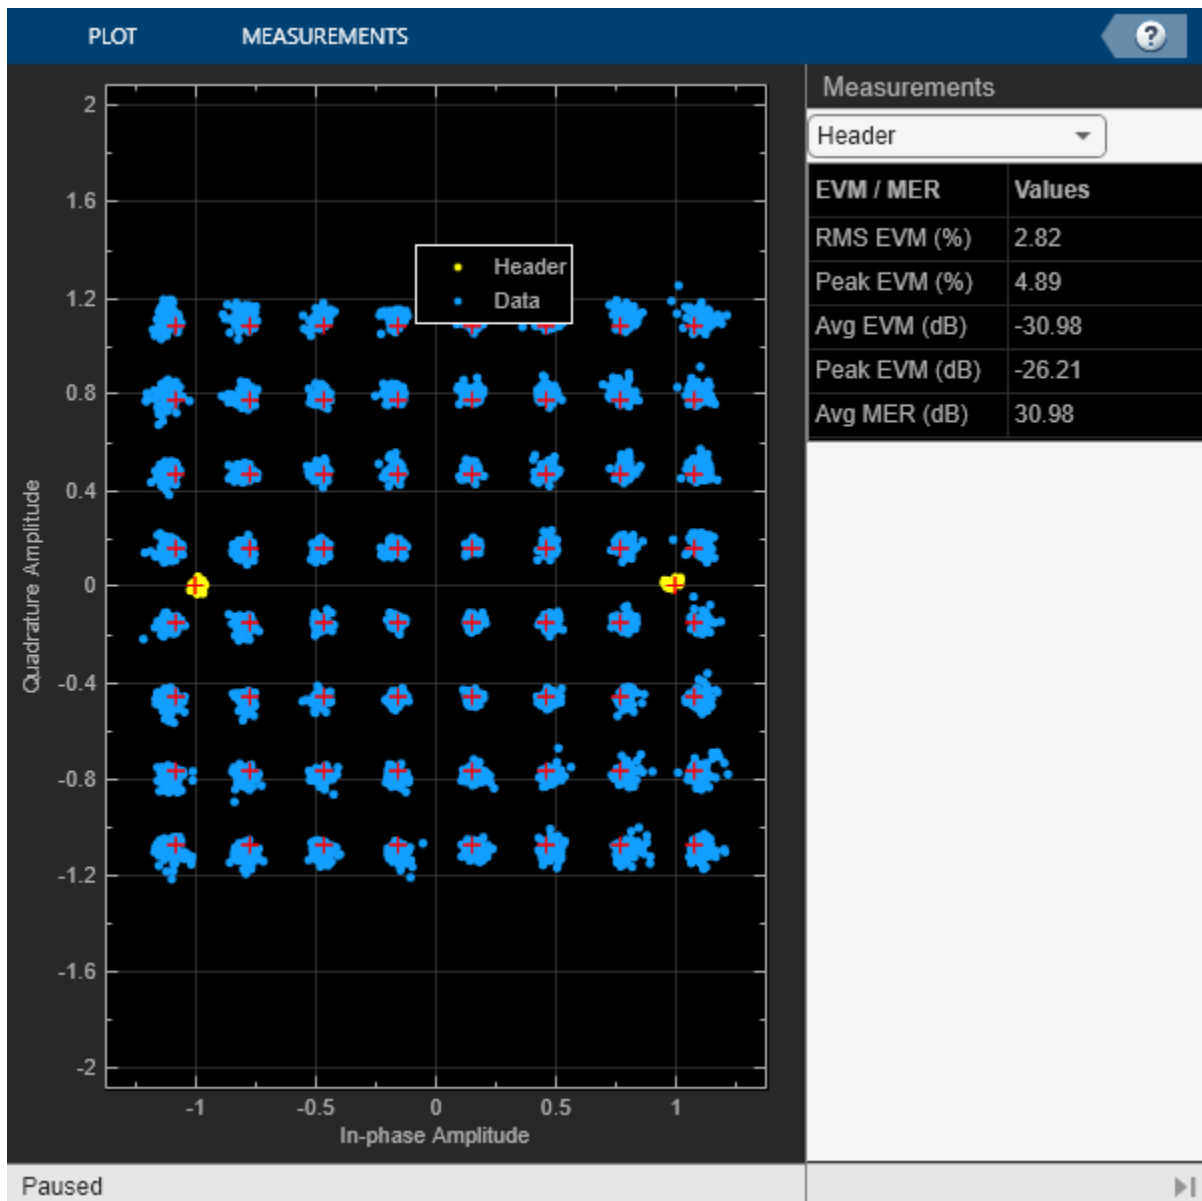 PLOT MEASUREMENTS ?
Measurements
Header
EVM / MER Values
RMS EVM (%) 2.82
Peak EVM (%) 4.89
Avg EVM (dB) -30.98
Peak EVM (dB) -26.21
Avg MER (dB) 30.98
Header
Data
2
1.6
1.2
0.8
0.4
0
-0.4
-0.8
-1.2
-1.6
-2
Quadrature Amplitude
-1 -0.5 0 0.5 1
In-phase Amplitude
Paused